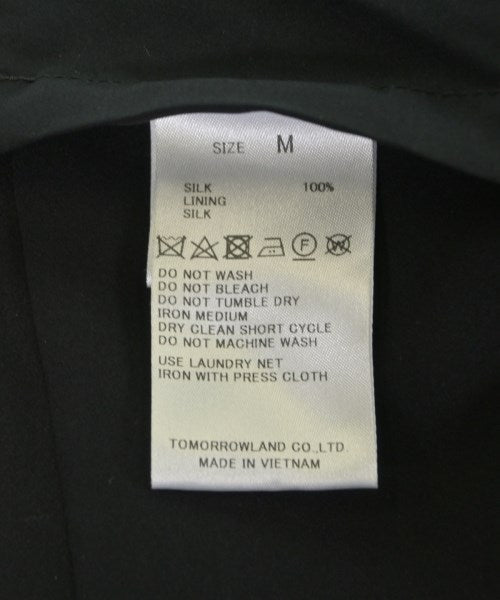 SIZE M
SILK 100%
LINING
SILK
F W
DO NOT WASH
DO NOT BLEACH
DO NOT TUMBLE DRY
IRON MEDIUM
DRY CLEAN SHORT CYCLE
DO NOT MACHINE WASH
USE LAUNDRY NET
IRON WITH PRESS CLOTH
TOMORROWLAND CO.,LTD.
MADE IN VIETNAM